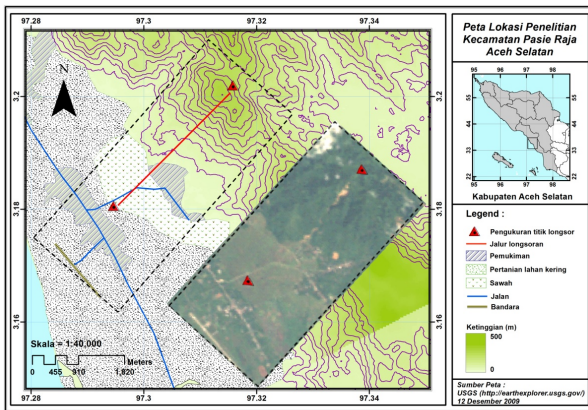 97.28 97.3 97.32 97.34
Peta Lokasi Penelitian
Kecamatan Pasie Raja
Aceh Selatan
N
3.2
3.18
3.16
3.2
3.18
3.16
95 96 97 98
55
44
33
22
55
44
33
22
95 96 97 98
Kabupaten Aceh Selatan
Legend :
Pengukuran titik longsor
Jalur longsoran
Pemukiman
Pertanian lahan kering
Sawah
Jalan
Bandara
Ketinggian (m)
500
0
Skala = 1:40,000
Meters
0 455 910 1,820
97.28 97.3 97.32 97.34
Sumber Peta :
USGS (http://earthexplorer.usgs.gov/)
12 Desember 2009